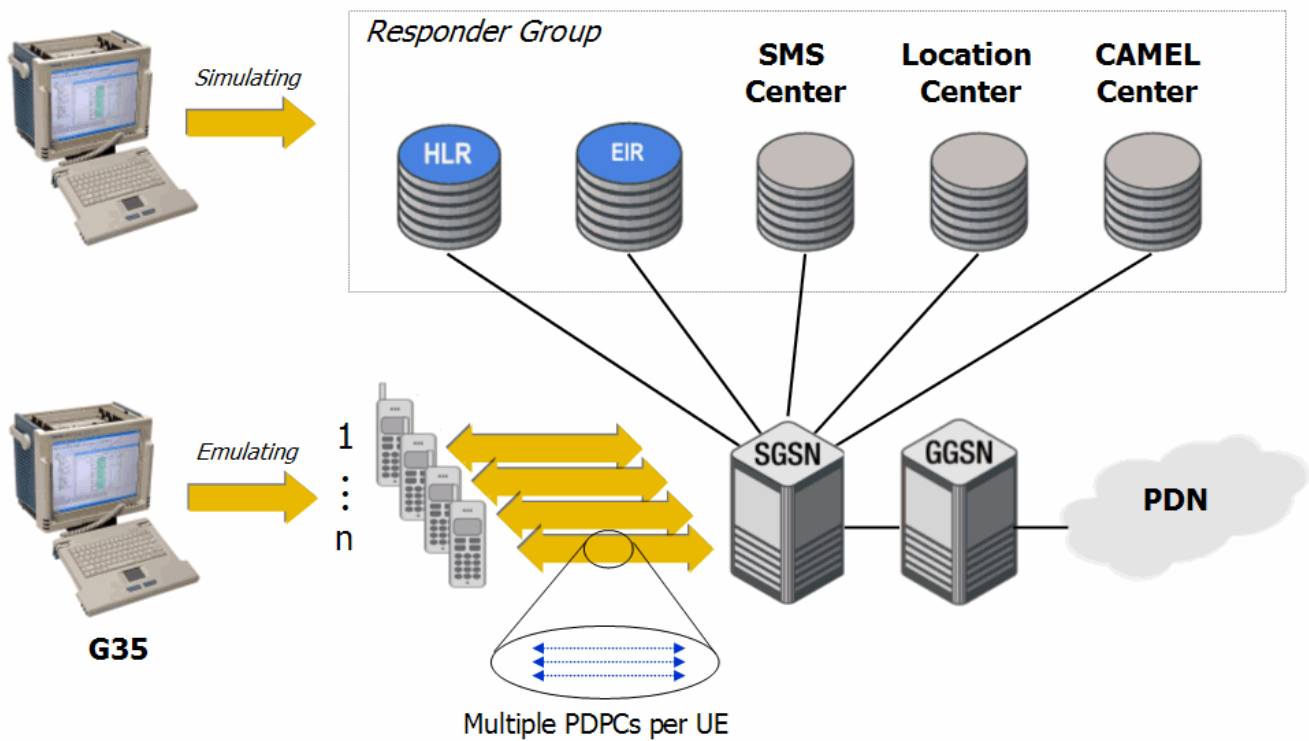 Responder Group
Simulating
SMS
Center
Location
Center
CAMEL
Center
HLR
EIR
Emulating
1
n
SGSN
GGSN
PDN
G35
Multiple PDPCs per UE